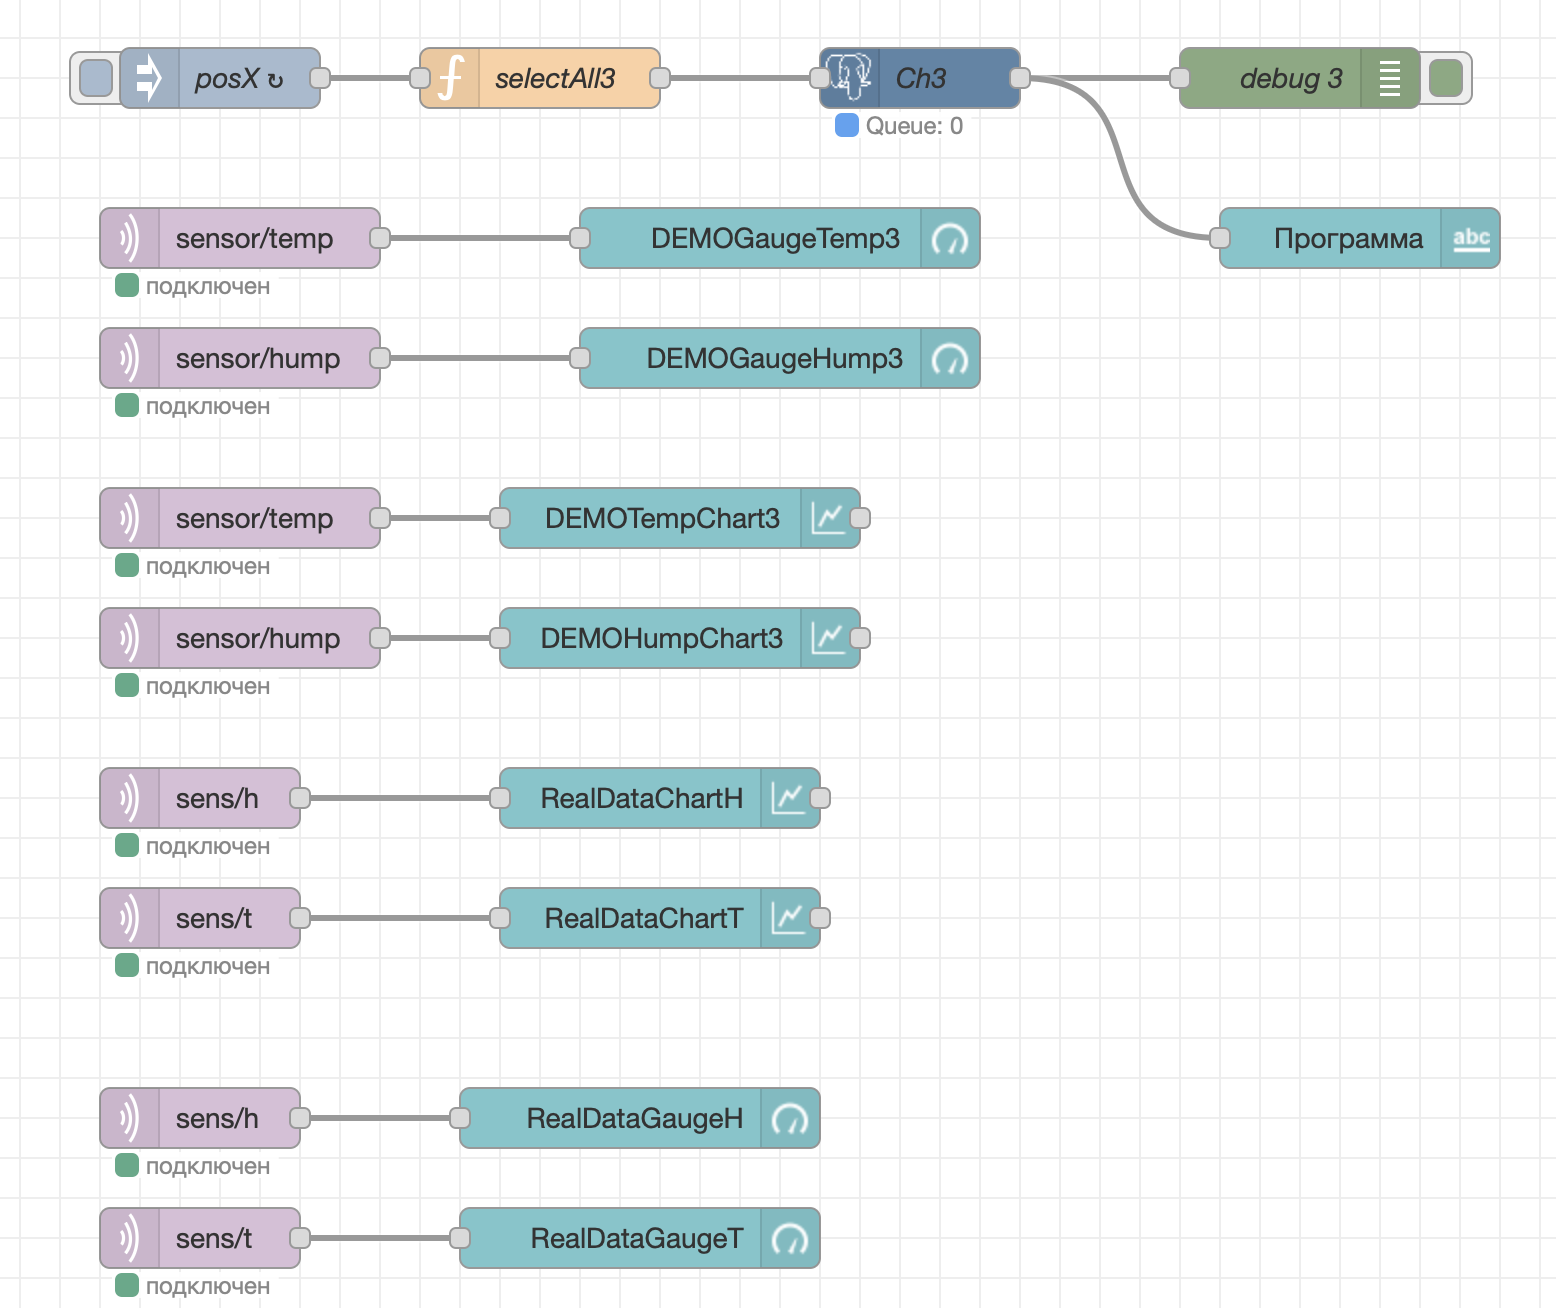 posX ↻
selectAll3
Ch3
debug 3
Queue: 0
sensor/temp
DEMOGaugeTemp3
Программа
abc
подключен
sensor/hump
DEMOGaugeHump3
подключен
sensor/temp
DEMOTempChart3
подключен
sensor/hump
DEMOHumpChart3
подключен
sens/h
RealDataChartH
подключен
sens/t
RealDataChartT
подключен
sens/h
RealDataGaugeH
подключен
sens/t
RealDataGaugeT
подключен